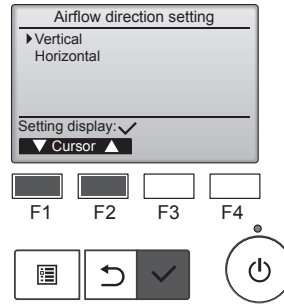 Airflow direction setting
Vertical
Horizontal
Setting display:✓
▼ Cursor ▲
F1 F2 F3 F4